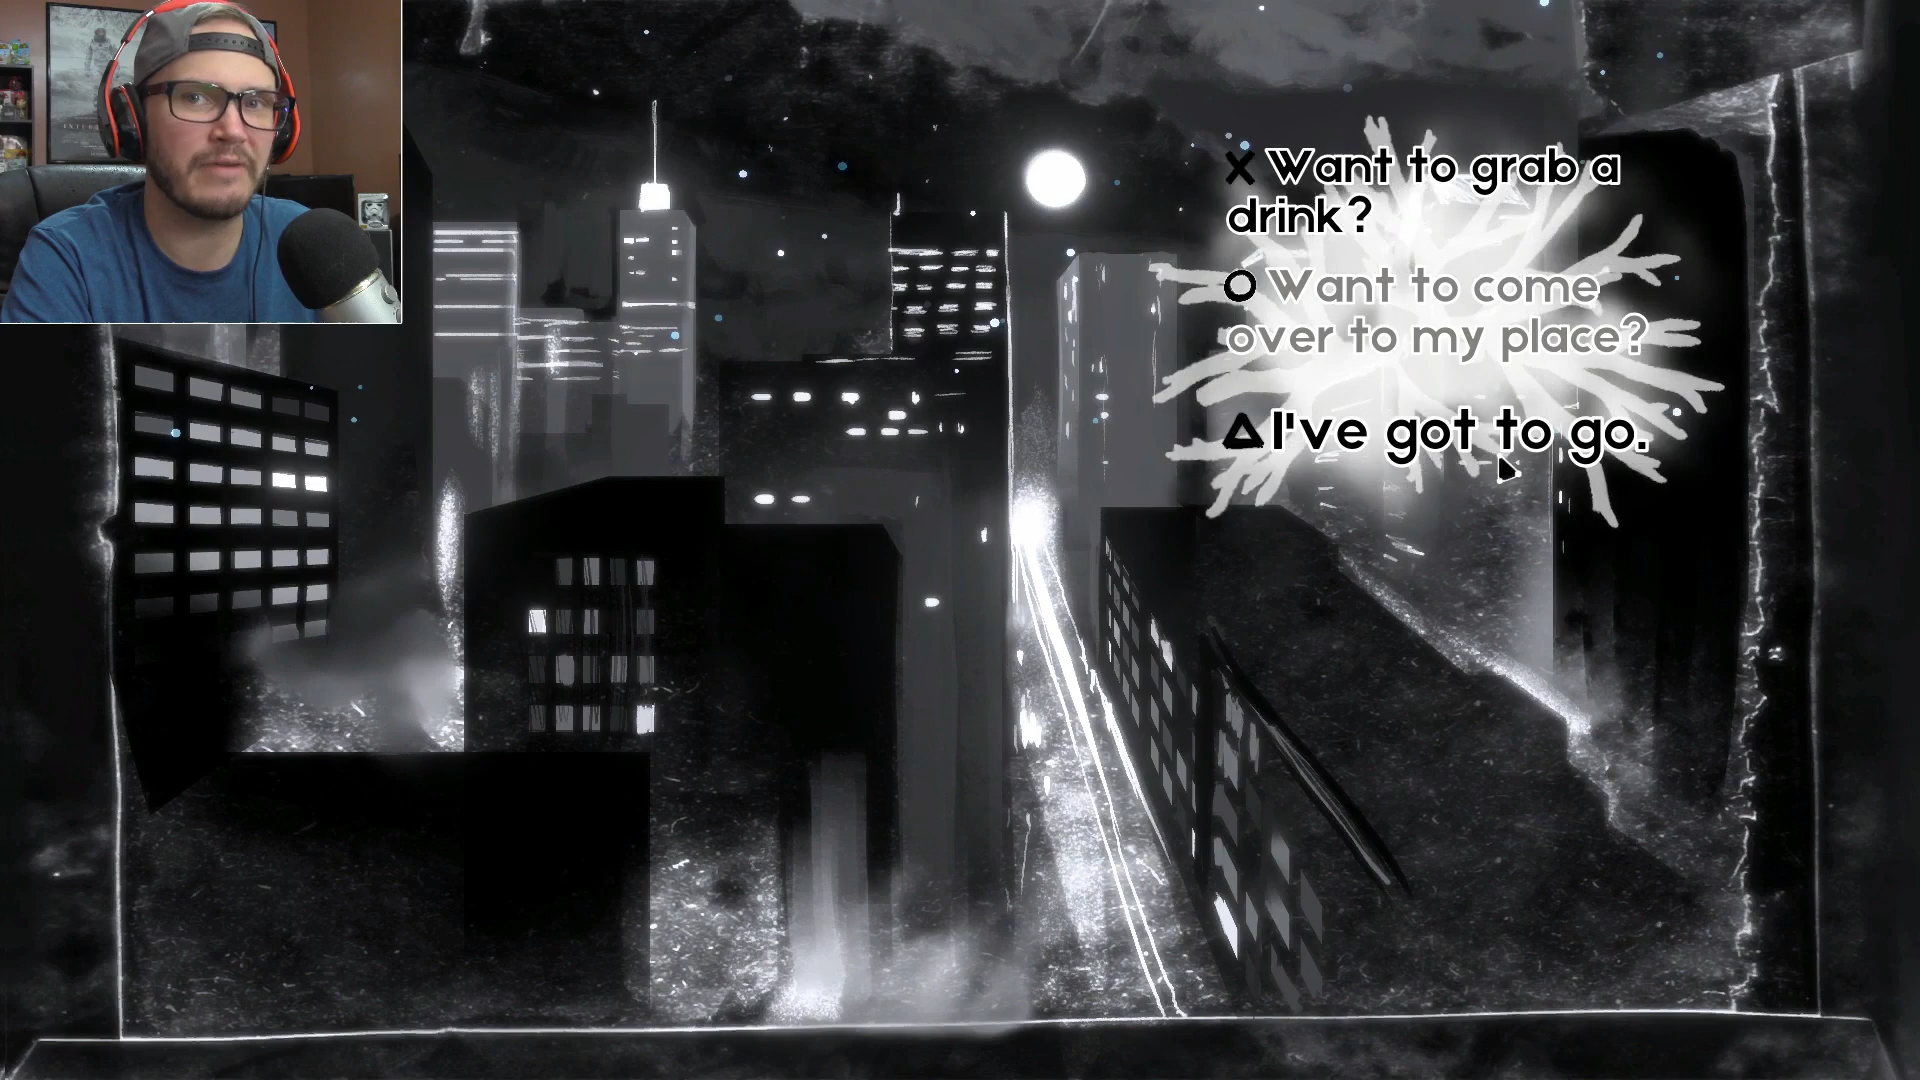 X Want to grab a
drink?
O Want to come
over to my place?
△ I've got to go.